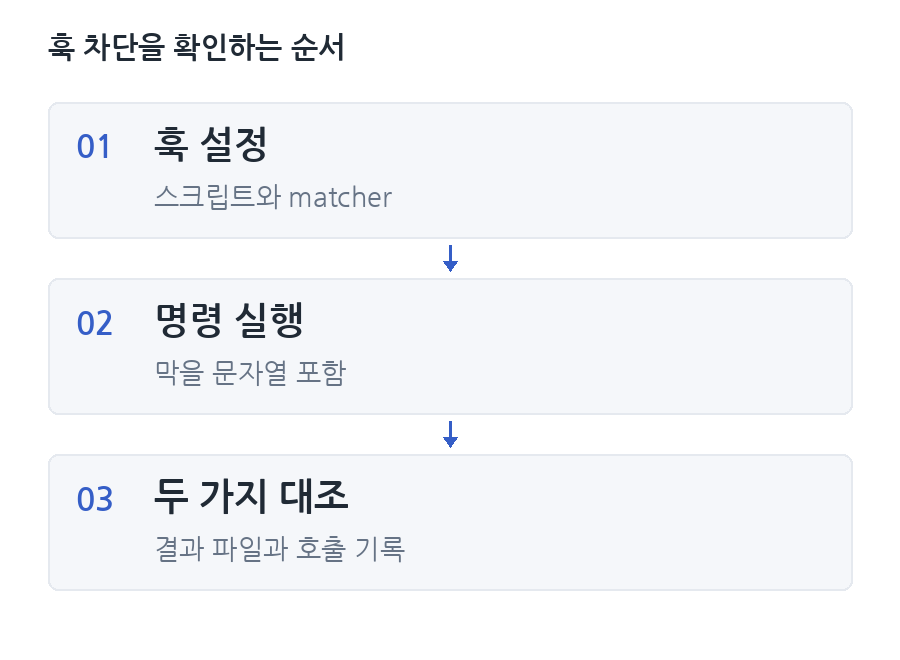 훅 차단을 확인하는 순서
01 훅 설정
스크립트와 matcher
02 명령 실행
막을 문자열 포함
03 두 가지 대조
결과 파일과 호출 기록